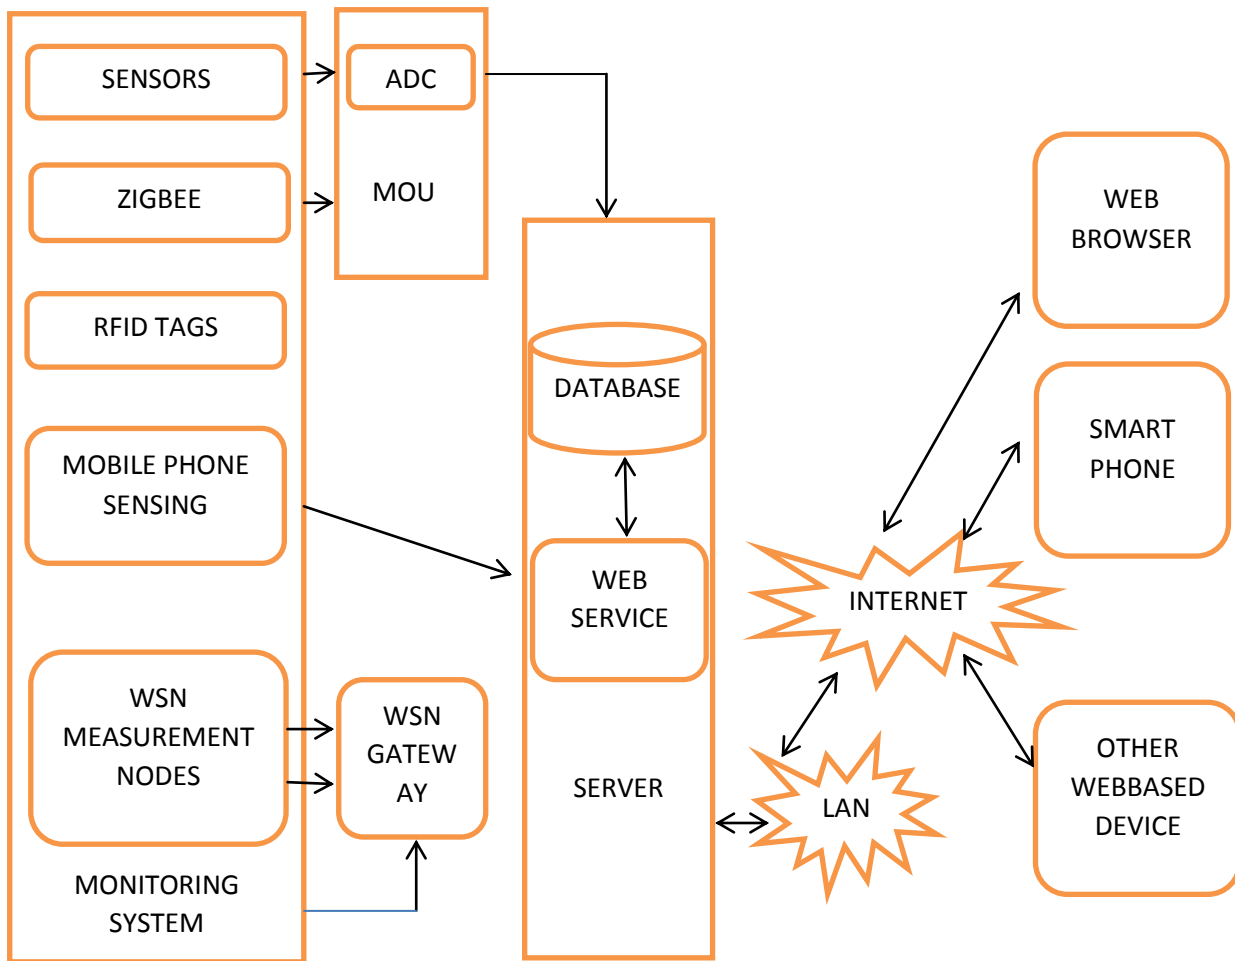 SENSORS
ZIGBEE
RFID TAGS
MOBILE PHONE
SENSING
WSN
MEASUREMENT
NODES
MONITORING
SYSTEM
ADC
MOU
WSN
GATEW
AY
DATABASE
WEB
SERVICE
SERVER
INTERNET
LAN
WEB
BROWSER
SMART
PHONE
OTHER
WEBBASED
DEVICE